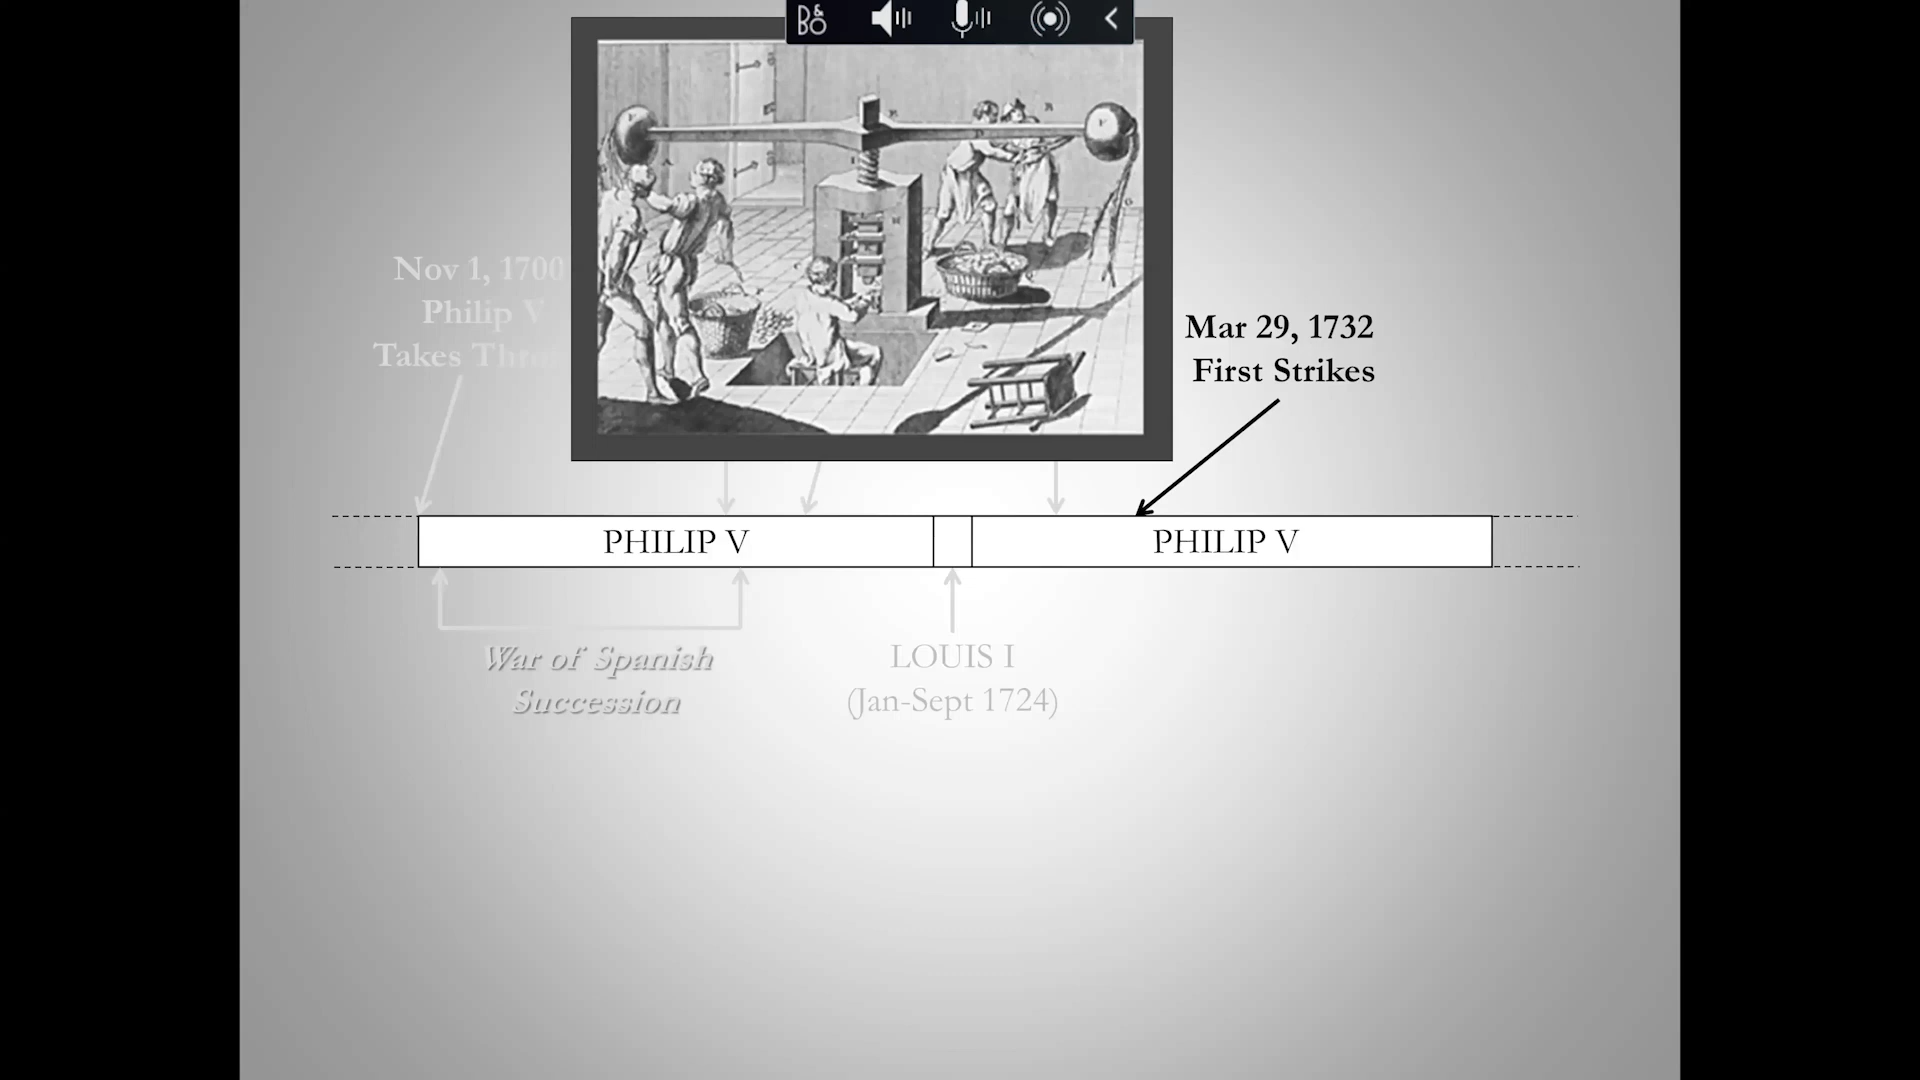 B&O
Nov 1, 1700
Philip V
Takes
Mar 29, 1732
First Strikes
PHILIP V
PHILIP V
War of Spanish
Succession
LOUIS I
(Jan-Sept 1724)